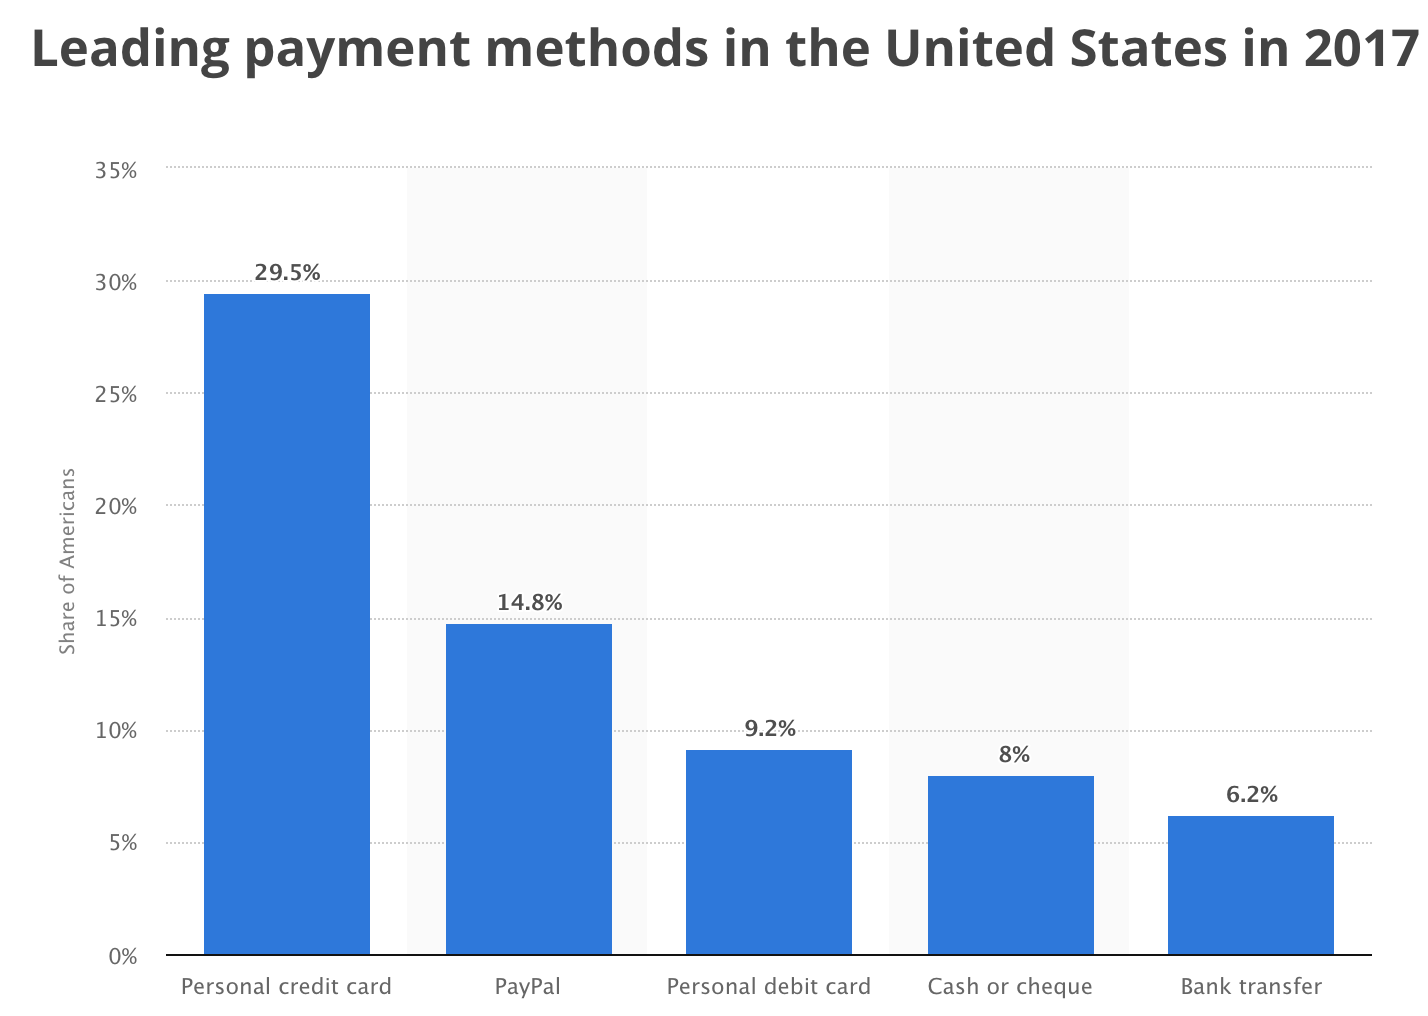 Leading payment methods in the United States in 2017
Share of Americans
35%
30%
25%
20%
15%
10%
5%
0%
29.5%
14.8%
9.2%
8%
6.2%
Personal credit card
PayPal
Personal debit card
Cash or cheque
Bank transfer